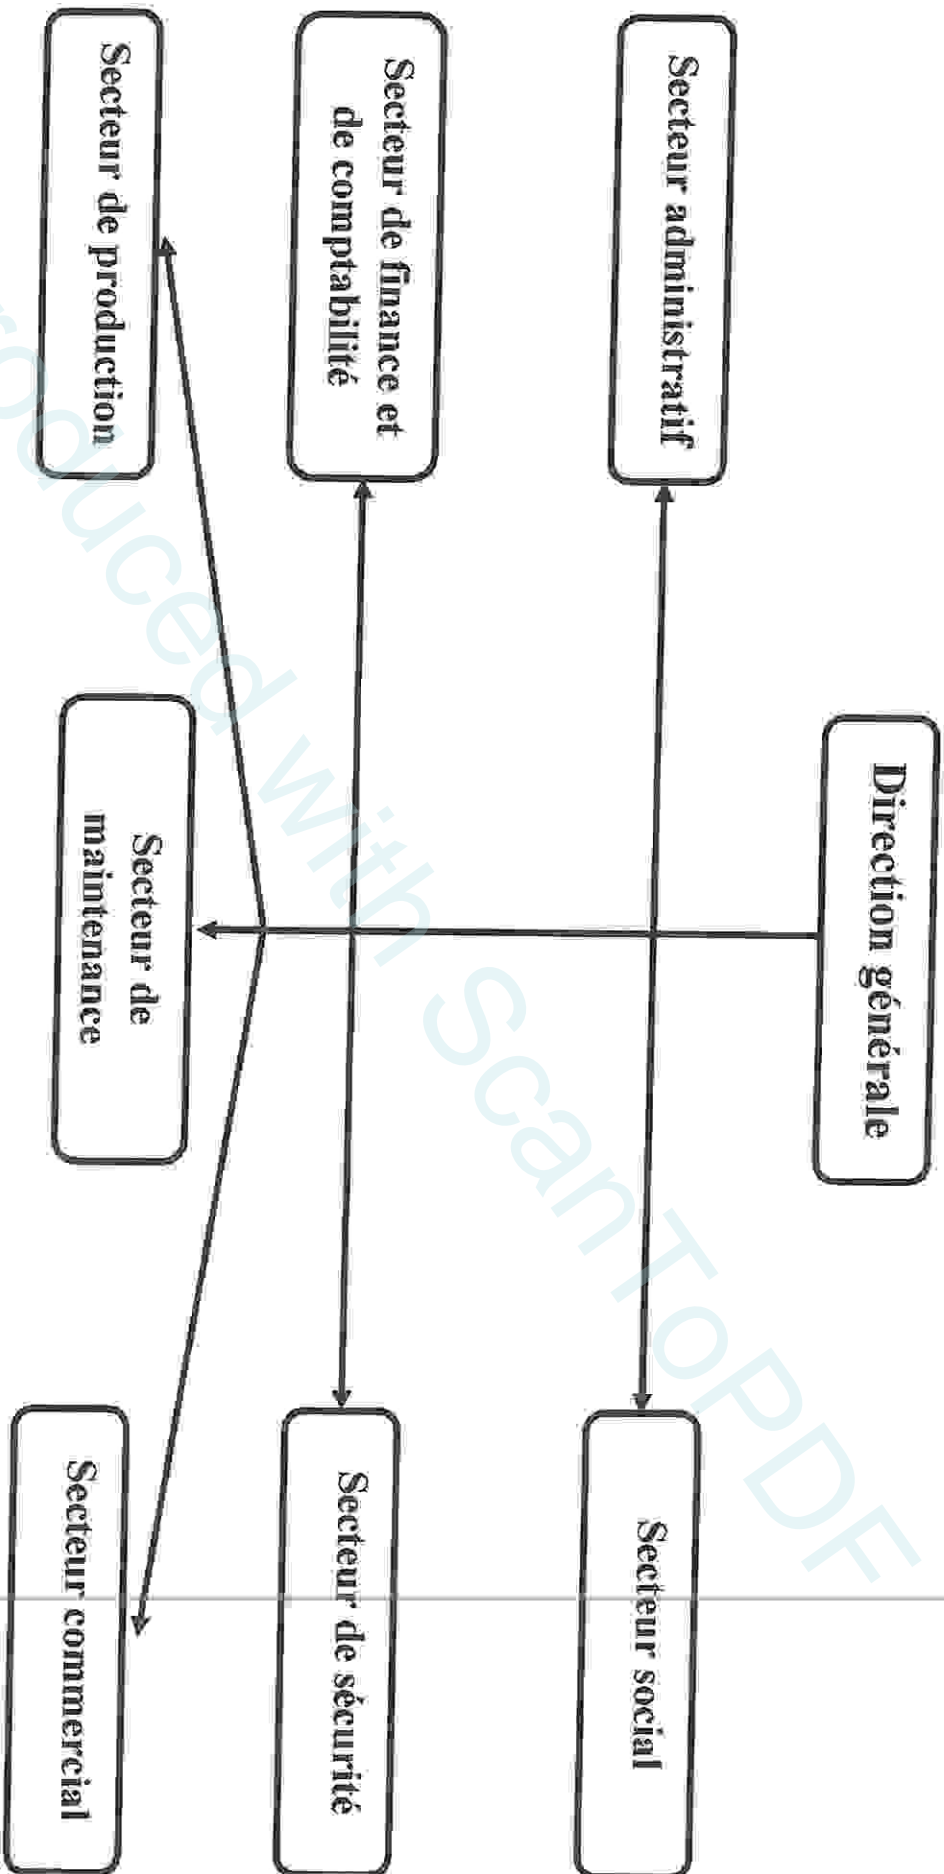 Direction générale
Secteur administratif
Secteur social
Secteur de finance et
de comptabilité
Secteur de sécurité
Secteur de production
Secteur de
maintenance
Secteur commercial
roduced with ScanToPDF